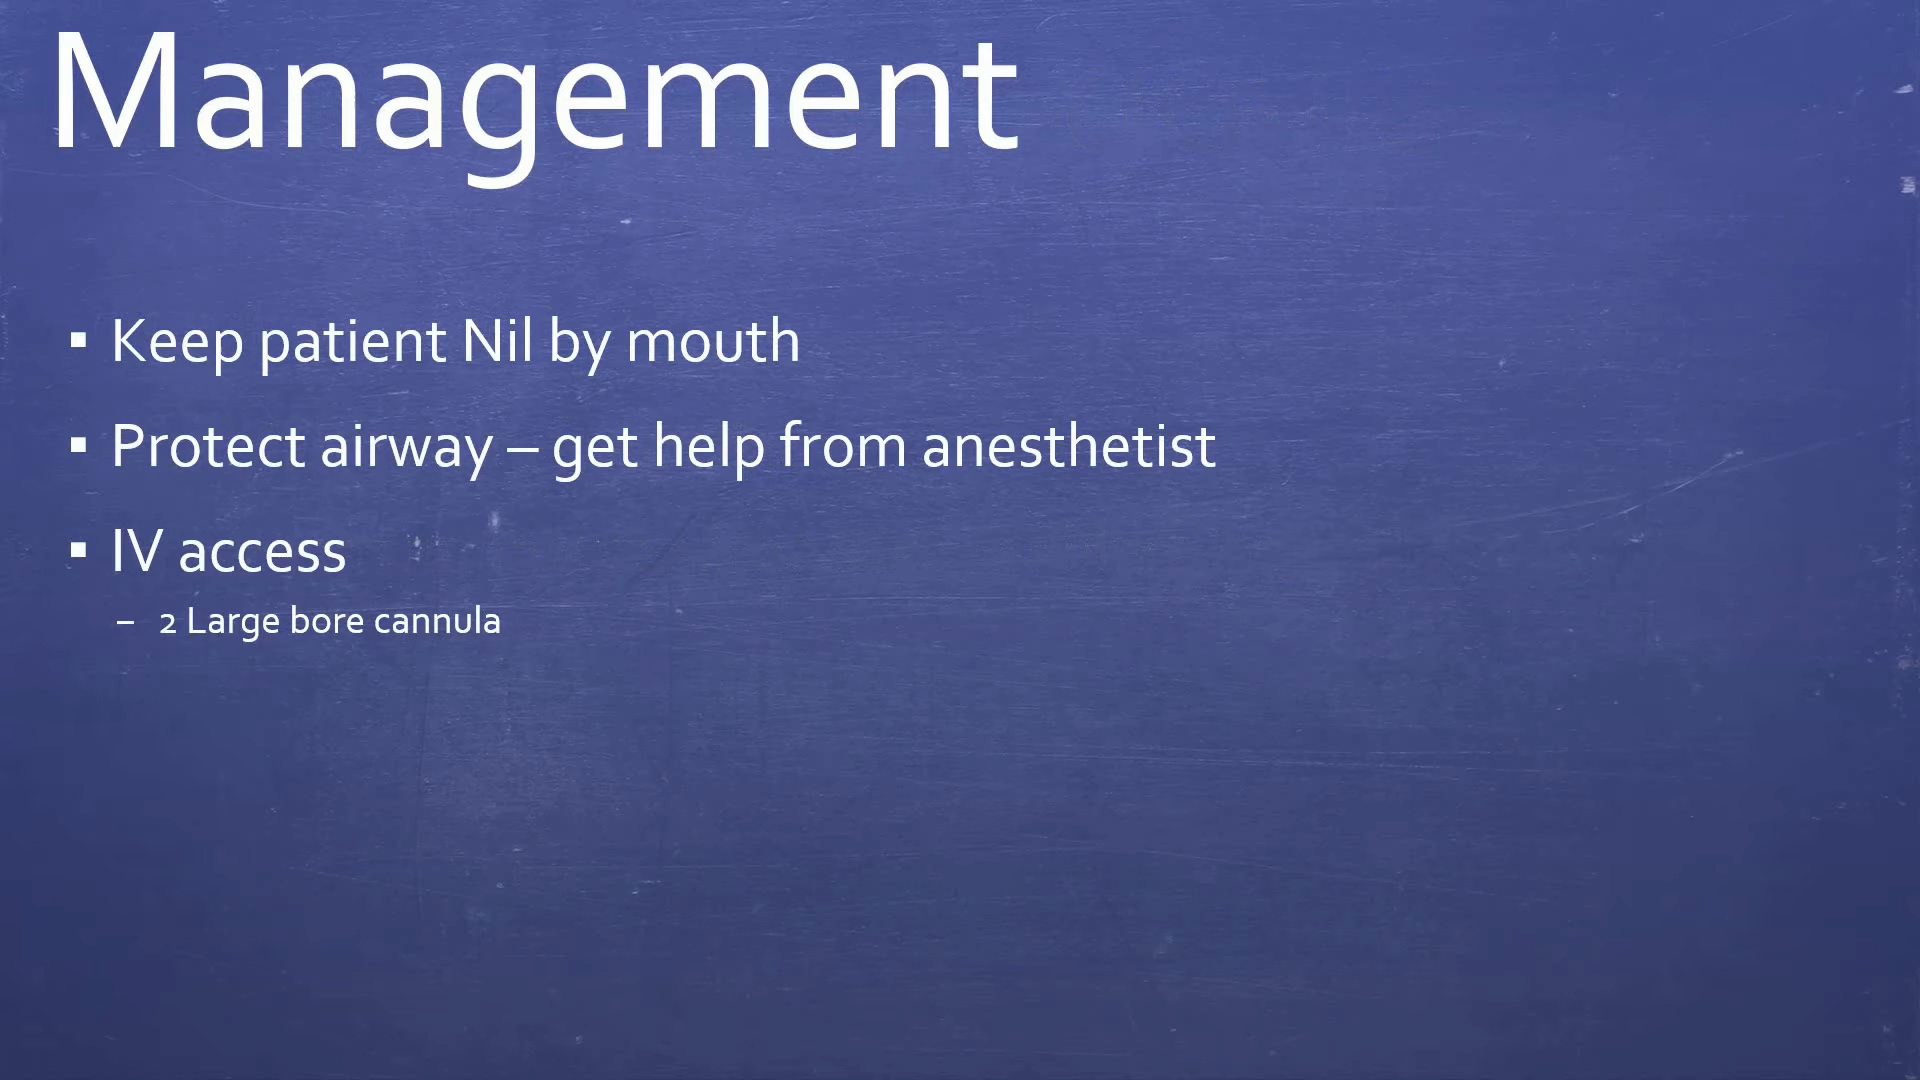 Management
▪ Keep patient Nil by mouth
▪ Protect airway – get help from anesthetist
▪ IV access
– 2 Large bore cannula